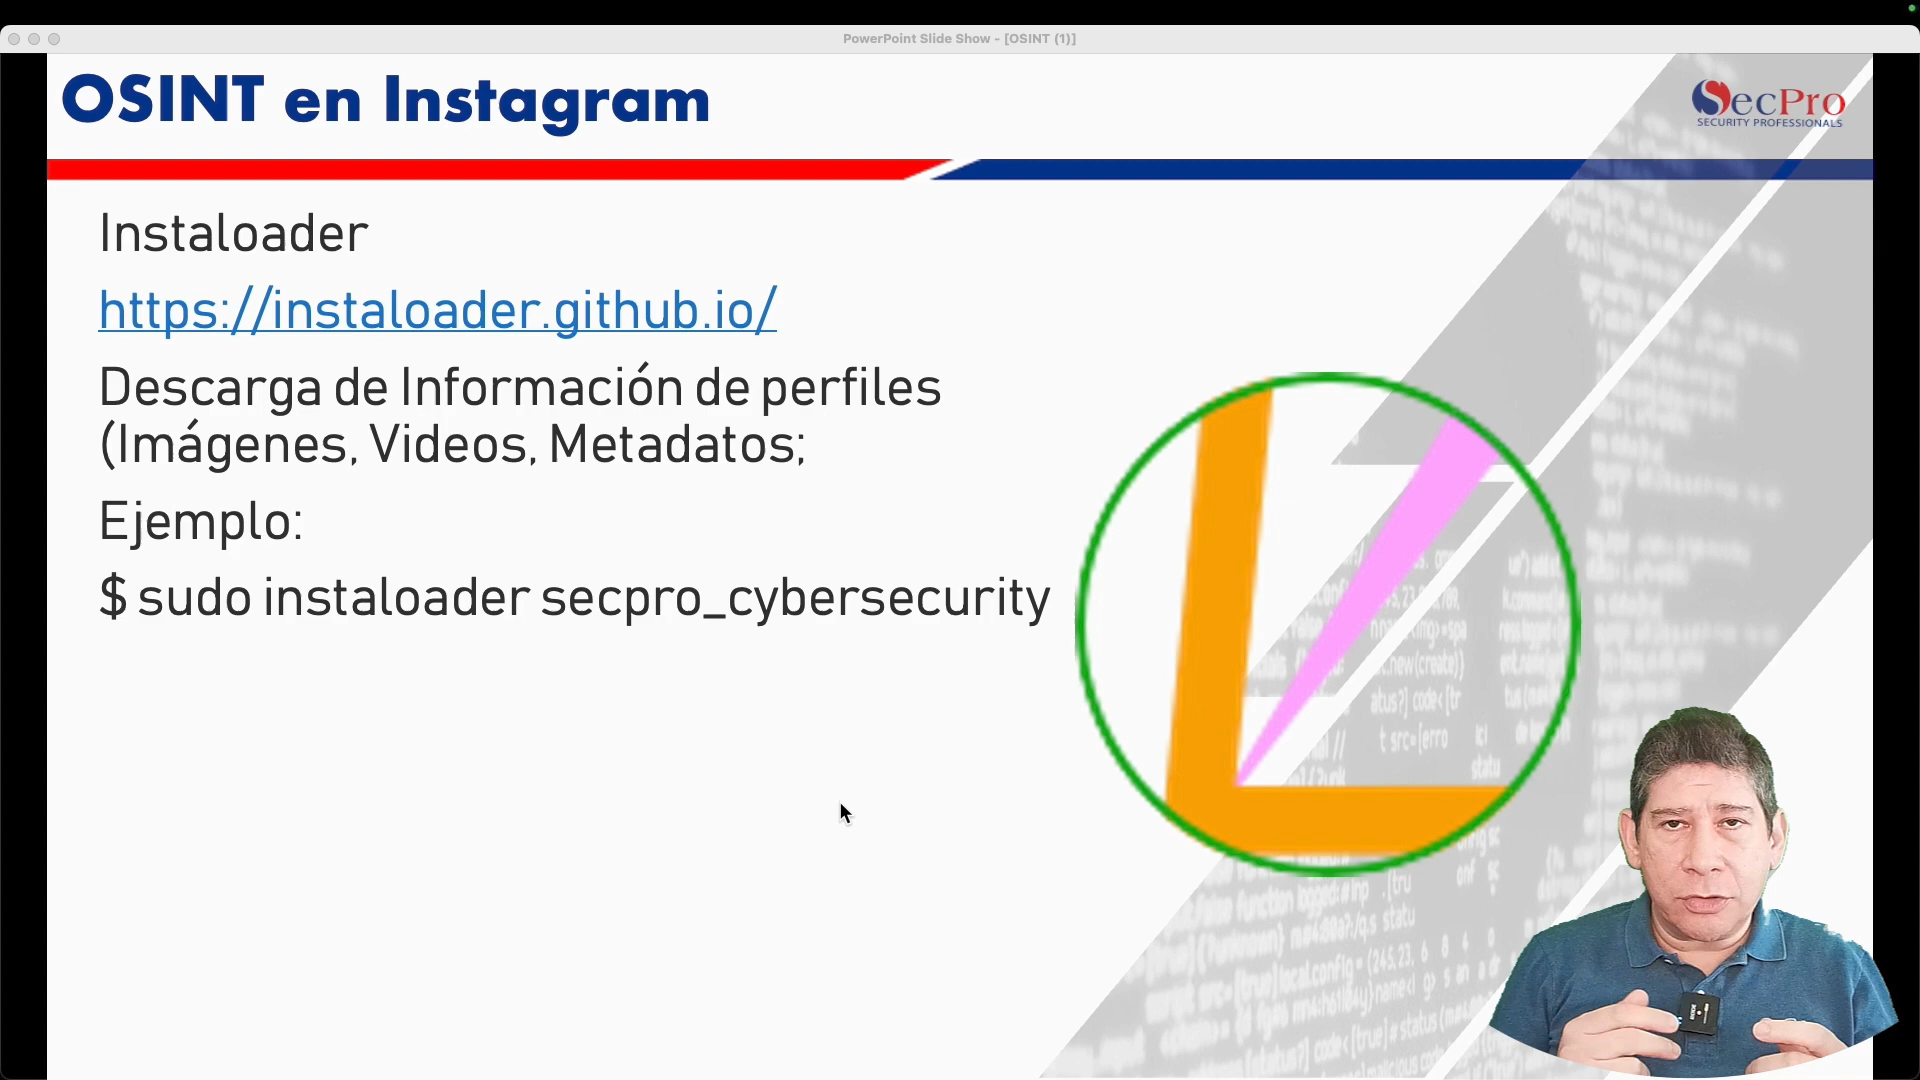 PowerPoint Slide Show - [OSINT (1)]
OSINT en Instagram
SecPro
SECURITY PROFESSIONALS
Instaloader
https://instaloader.github.io/
Descarga de Información de perfiles
(Imágenes, Videos, Metadatos;
Ejemplo:
$ sudo instaloader secpro_cybersecurity